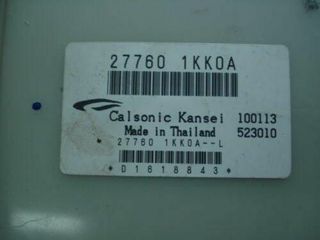 27760 1KK0A
Calsonic Kansei 100113
Made in Thailand 523010
* 27760 1KK0A--L *
* D1618843 *